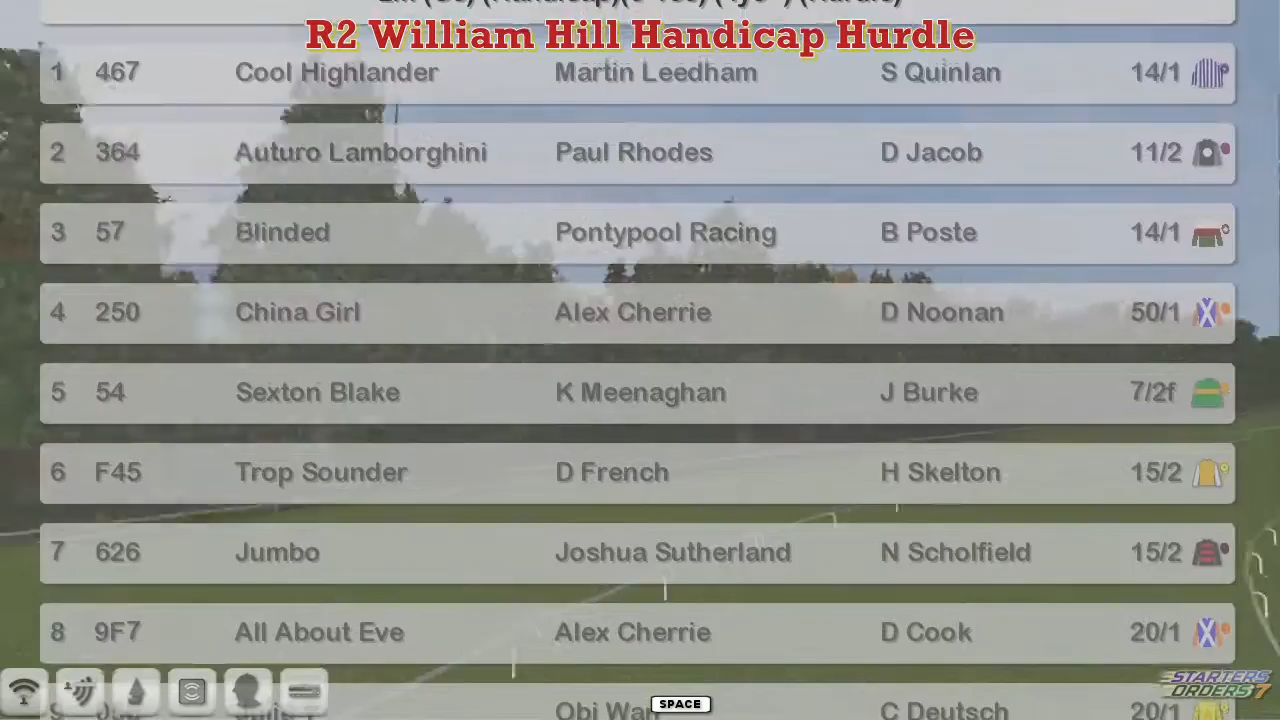 R2 William Hill Handicap Hurdle
1 467 Cool Highlander Martin Leedham S Quinlan 14/1
2 364 Auturo Lamborghini Paul Rhodes D Jacob 11/2
3 57 Blinded Pontypool Racing B Poste 14/1
4 250 China Girl Alex Cherrie D Noonan 50/1
5 54 Sexton Blake K Meenaghan J Burke 7/2f
6 F45 Trop Sounder D French H Skelton 15/2
7 626 Jumbo Joshua Sutherland N Scholfield 15/2
8 9F7 All About Eve Alex Cherrie D Cook 20/1
9 Obi Wan C Deutsch 20/1
SPACE
STARTERS
ORDERS 7